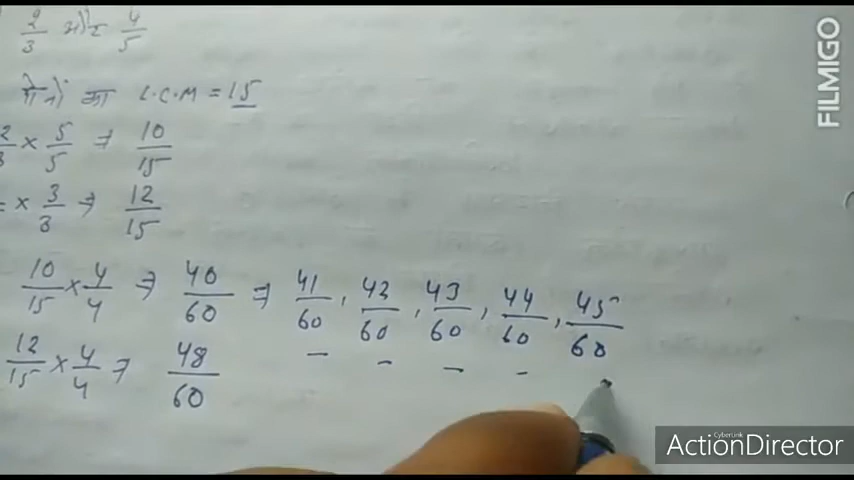 2/3 और 4/5
का L.C.M = 15
2/3 × 5/5 ⇒ 10/15
× 3/3 ⇒ 12/15
10/15 × 4/4 ⇒ 40/60 ⇒ 41/60, 42/60, 43/60, 44/60, 45/60
12/15 × 4/4 ⇒ 48/60
FILMIGO
CyberLink
ActionDirector